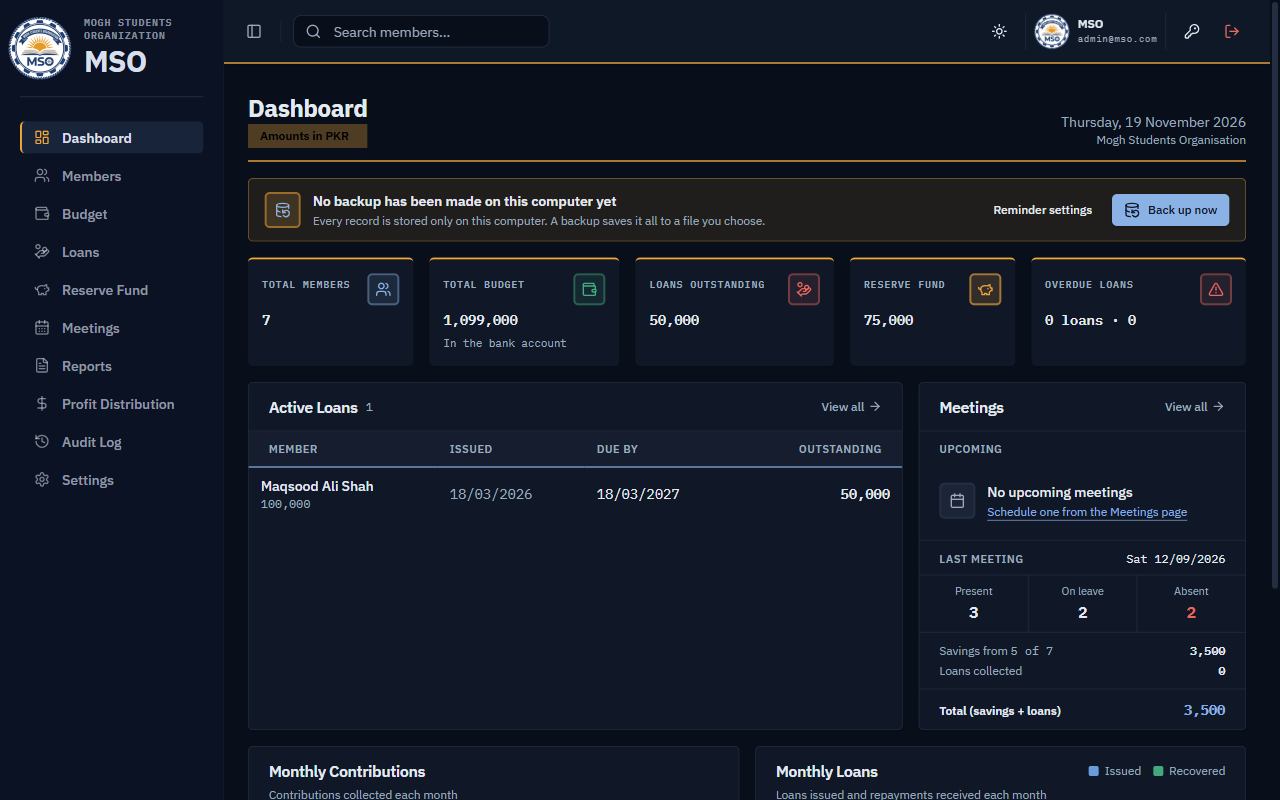 MOGH STUDENTS
ORGANIZATION
MSO
MSO
Search members...
MSO
MSO
admin@mso.com
Dashboard
Members
Budget
Loans
Reserve Fund
Meetings
Reports
Profit Distribution
Audit Log
Settings
Dashboard
Amounts in PKR
Thursday, 19 November 2026
Mogh Students Organisation
No backup has been made on this computer yet
Every record is stored only on this computer. A backup saves it all to a file you choose.
Reminder settings
Back up now
TOTAL MEMBERS
7
TOTAL BUDGET
1,099,000
In the bank account
LOANS OUTSTANDING
50,000
RESERVE FUND
75,000
OVERDUE LOANS
0 loans · 0
Active Loans 1
View all →
MEMBER ISSUED DUE BY OUTSTANDING
Maqsood Ali Shah
100,000
18/03/2026 18/03/2027 50,000
Meetings
View all →
UPCOMING
No upcoming meetings
Schedule one from the Meetings page
LAST MEETING Sat 12/09/2026
Present On leave Absent
3 2 2
Savings from 5 of 7 3,500
Loans collected 0
Total (savings + loans) 3,500
Monthly Contributions
Contributions collected each month
Monthly Loans
Issued Recovered
Loans issued and repayments received each month